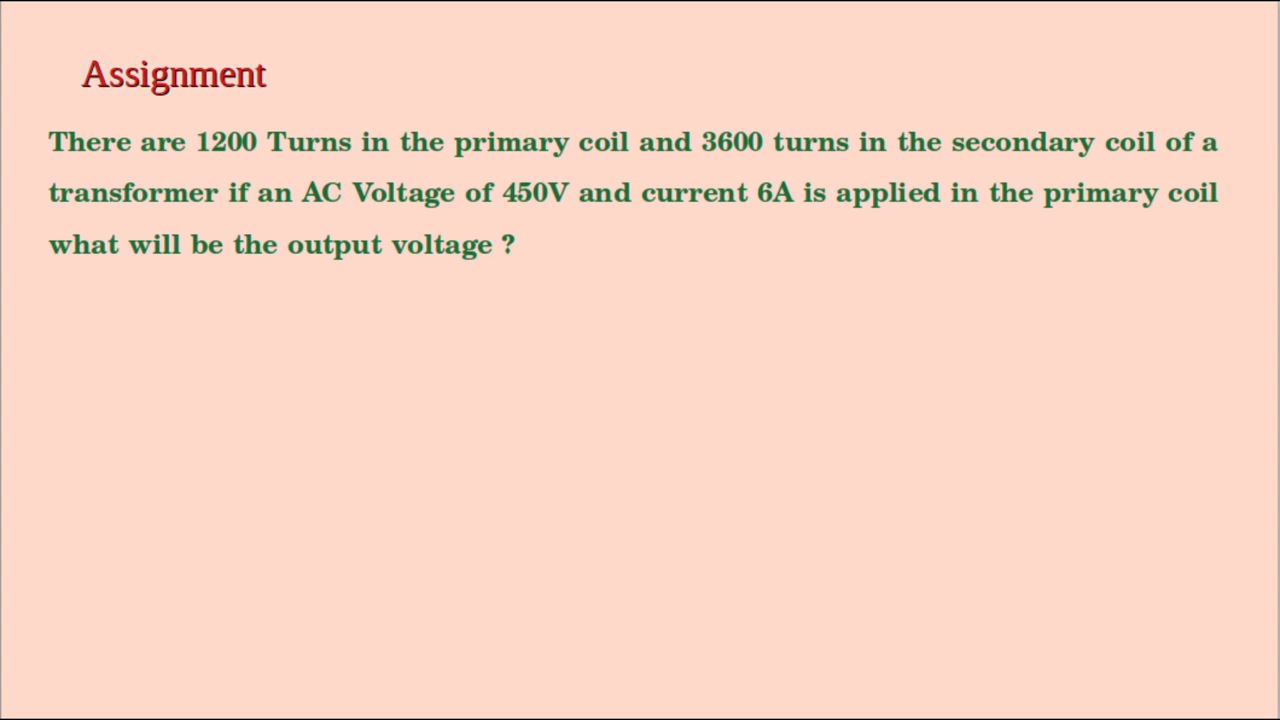 Assignment
There are 1200 Turns in the primary coil and 3600 turns in the secondary coil of a
transformer if an AC Voltage of 450V and current 6A is applied in the primary coil
what will be the output voltage ?